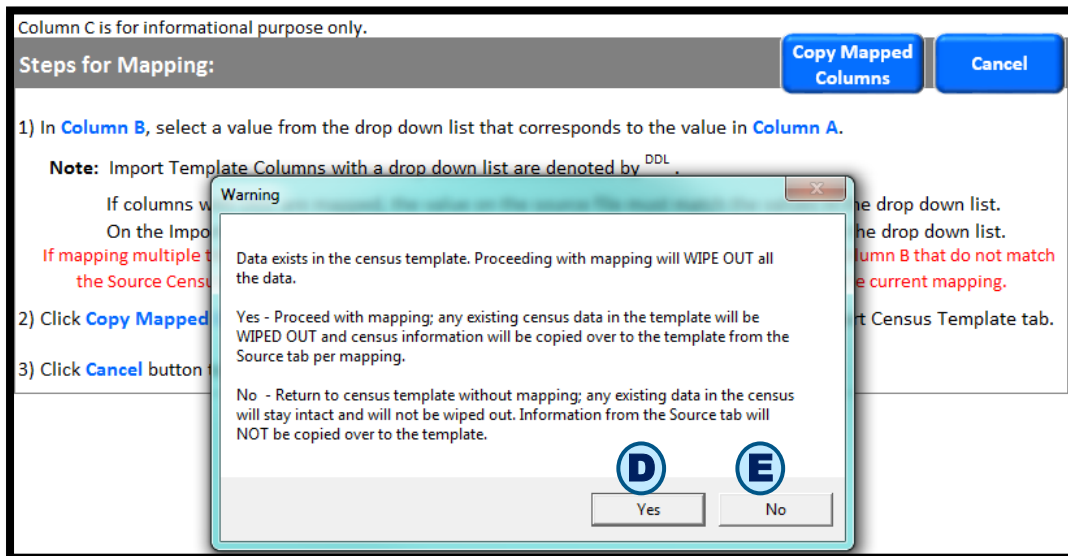 Column C is for informational purpose only.
Steps for Mapping:
Copy Mapped
Columns
Cancel
1) In Column B, select a value from the drop down list that corresponds to the value in Column A.
Note: Import Template Columns with a drop down list are denoted by DDL.
If columns w he drop down list.
On the Impo he drop down list.
If mapping multiple t lumn B that do not match
the Source Censu e current mapping.
2) Click Copy Mapped rt Census Template tab.
3) Click Cancel button
Warning
x
Data exists in the census template. Proceeding with mapping will WIPE OUT all
the data.
Yes - Proceed with mapping; any existing census data in the template will be
WIPED OUT and census information will be copied over to the template from the
Source tab per mapping.
No - Return to census template without mapping; any existing data in the census
will stay intact and will not be wiped out. Information from the Source tab will
NOT be copied over to the template.
D
E
Yes
No